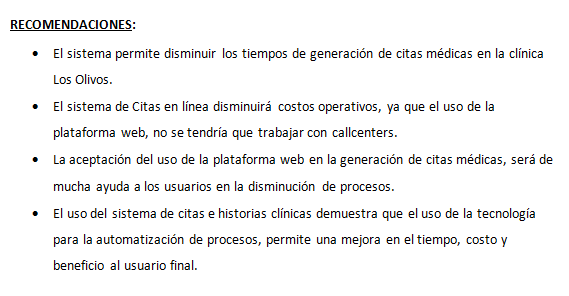 RECOMENDACIONES:
• El sistema permite disminuir los tiempos de generación de citas médicas en la clínica
Los Olivos.
• El sistema de Citas en línea disminuirá costos operativos, ya que el uso de la
plataforma web, no se tendría que trabajar con callcenters.
• La aceptación del uso de la plataforma web en la generación de citas médicas, será de
mucha ayuda a los usuarios en la disminución de procesos.
• El uso del sistema de citas e historias clínicas demuestra que el uso de la tecnología
para la automatización de procesos, permite una mejora en el tiempo, costo y
beneficio al usuario final.